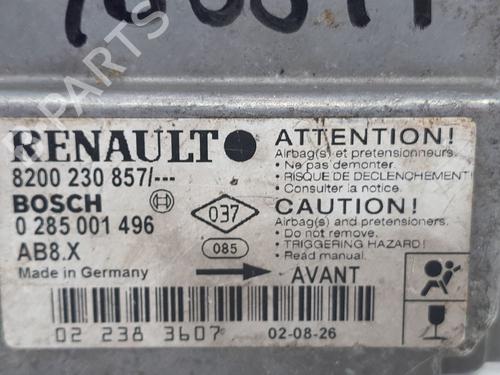 RENAULT
8200 230 857/---
BOSCH
0 285 001 496
AB8.X
Made in Germany
037
085
ATTENTION!
Airbag(s) et pretensionneurs.
• Ne pas demonter.
• RISQUE DE DECLENCHEMENT
• Consulter la notice.
CAUTION!
Airbag(s) and pretensioners.
• Do not remove.
• TRIGGERING HAZARD!
• Read manual.
AVANT
02 238 3607
02-08-26